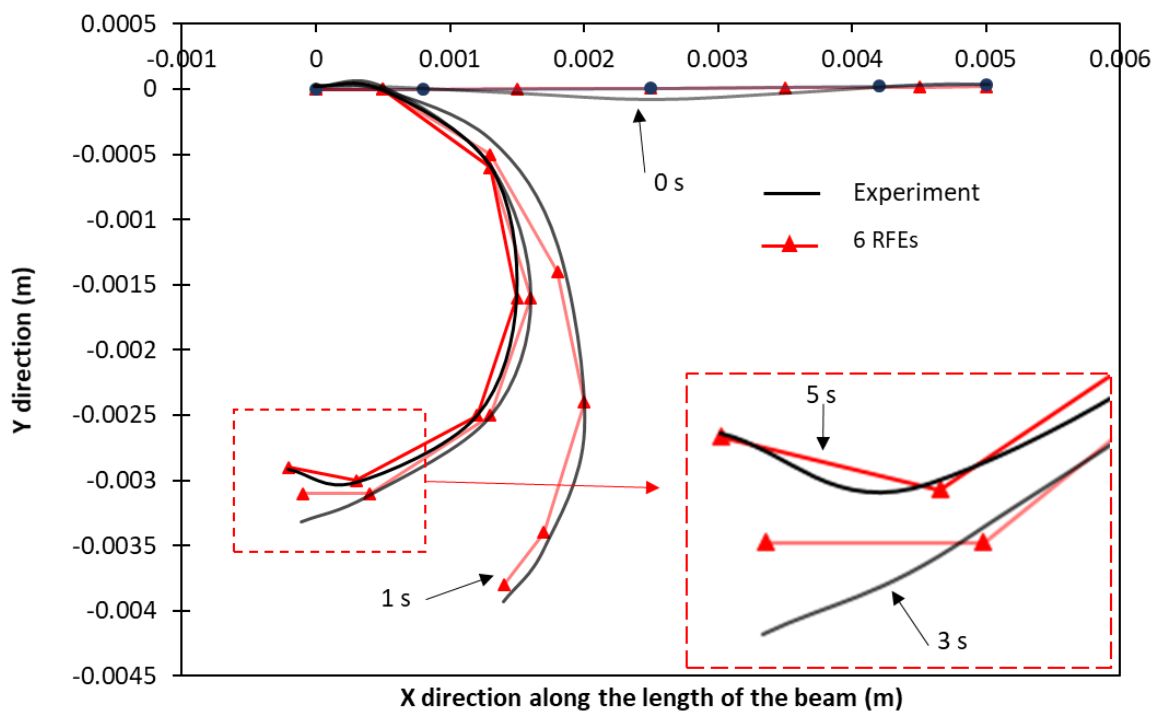 0.0005
-0.001 0 0.001 0.002 0.003 0.004 0.005 0.006
0
-0.0005
0 s
-0.001
Experiment
-0.0015
6 RFEs
-0.002
Y direction (m)
-0.0025
5 s
-0.003
-0.0035
1 s
-0.004
3 s
-0.0045
X direction along the length of the beam (m)